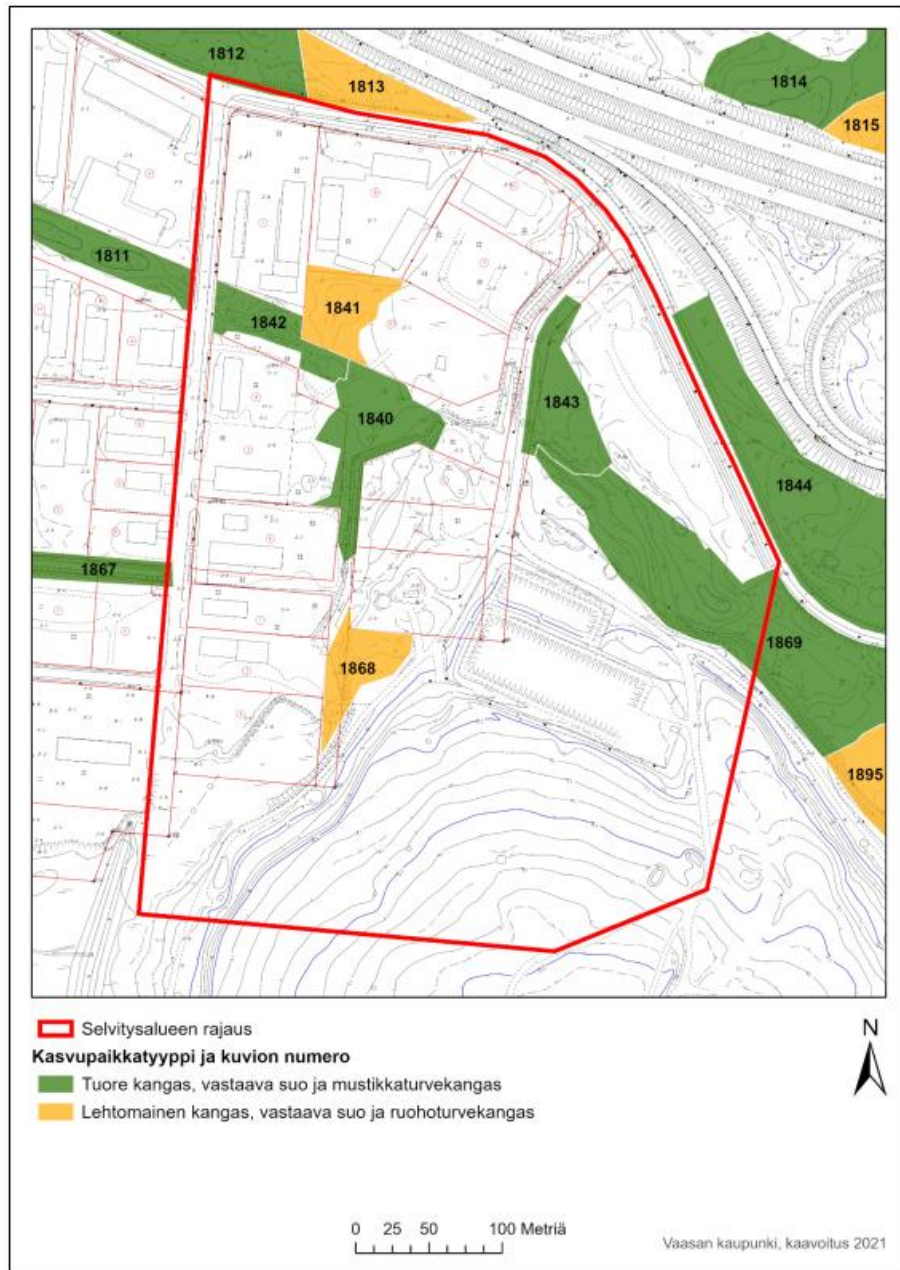 1812
1813
1814
1815
1811
1842
1841
1840
1843
1844
1867
1868
1869
1895
Selvitysalueen rajaus
N
Kasvupaikkatyyppi ja kuvion numero
Tuore kangas, vastaava suo ja mustikkaturvekangas
Lehtomainen kangas, vastaava suo ja ruohoturvekangas
0 25 50 100 Metriä
Vaasan kaupunki, kaavoitus 2021